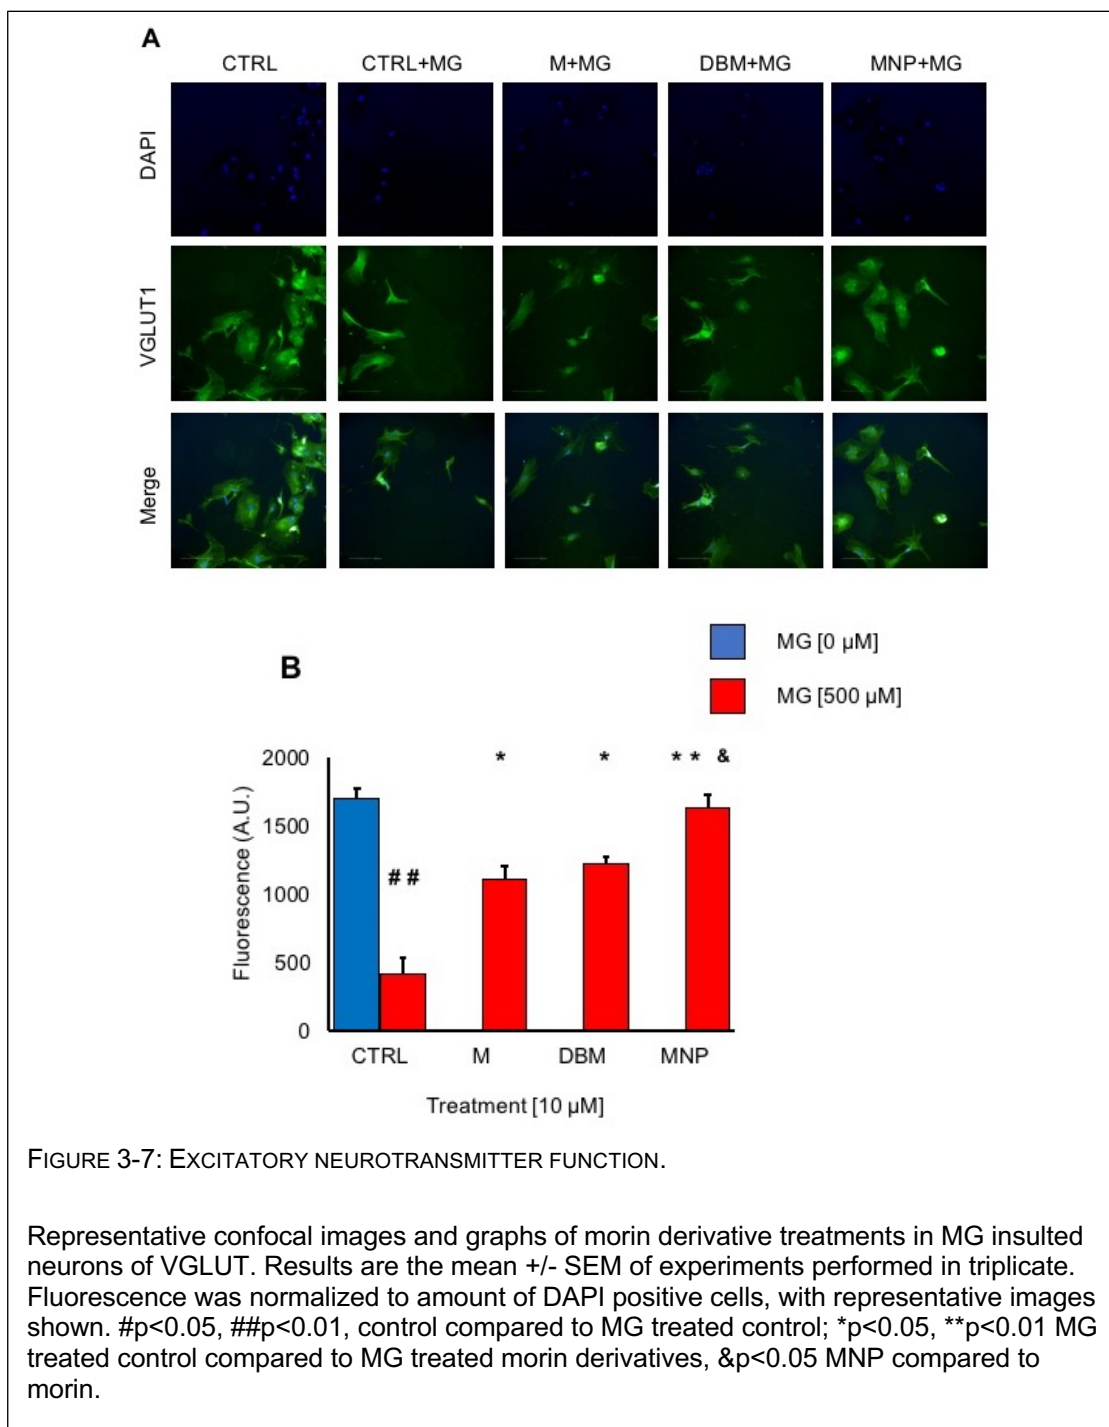 A
CTRL CTRL+MG M+MG DBM+MG MNP+MG
DAPI
VGLUT1
Merge
MG [0 µM]
MG [500 µM]
B
* * * * &
2000
1500
1000
500
0
# #
Fluorescence (A.U.)
CTRL M DBM MNP
Treatment [10 µM]
FIGURE 3-7: EXCITATORY NEUROTRANSMITTER FUNCTION.
Representative confocal images and graphs of morin derivative treatments in MG insulted
neurons of VGLUT. Results are the mean +/- SEM of experiments performed in triplicate.
Fluorescence was normalized to amount of DAPI positive cells, with representative images
shown. #p<0.05, ##p<0.01, control compared to MG treated control; *p<0.05, **p<0.01 MG
treated control compared to MG treated morin derivatives, &p<0.05 MNP compared to
morin.